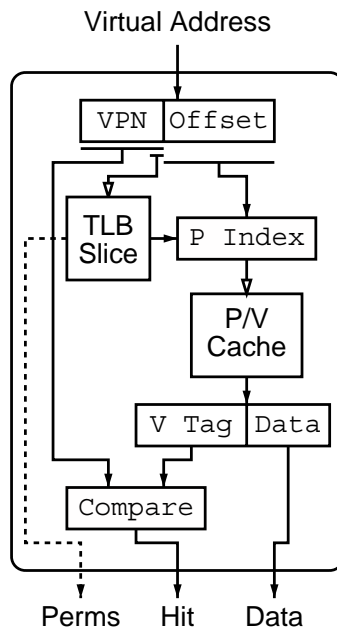 Virtual Address
VPN Offset
TLB
Slice
P Index
P/V
Cache
V Tag Data
Compare
Perms Hit Data